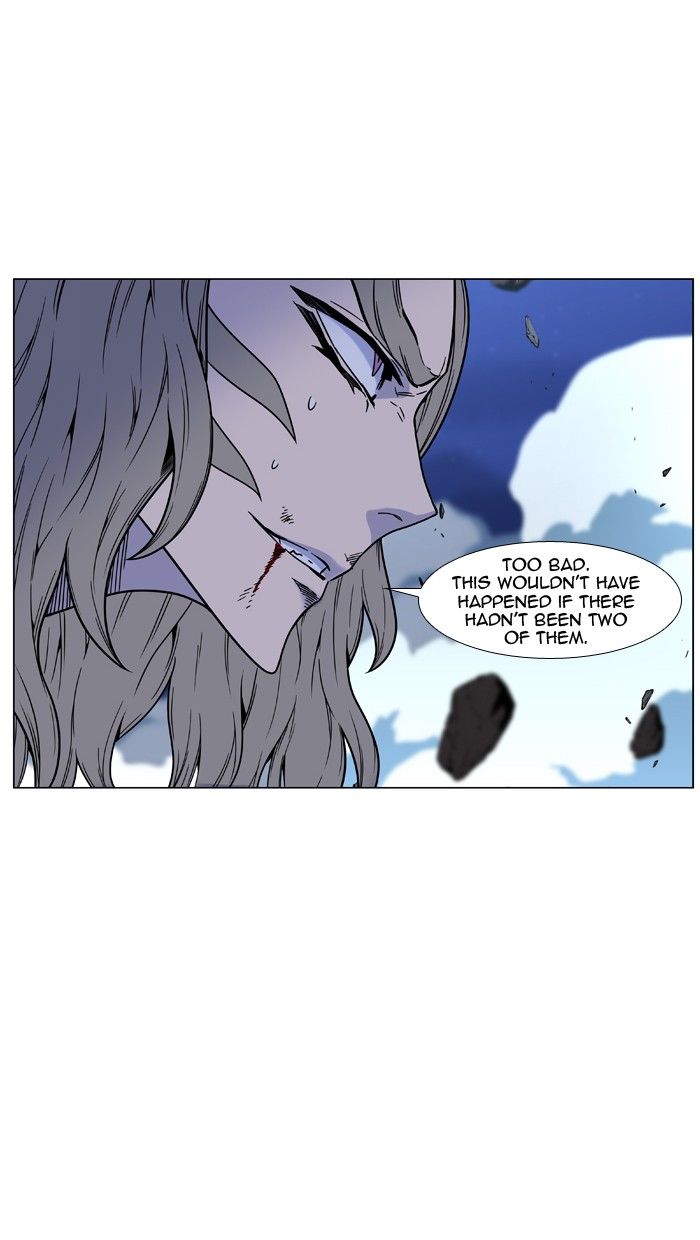 TOO BAD.
THIS WOULDN'T HAVE
HAPPENED IF THERE
HADN'T BEEN TWO
OF THEM.